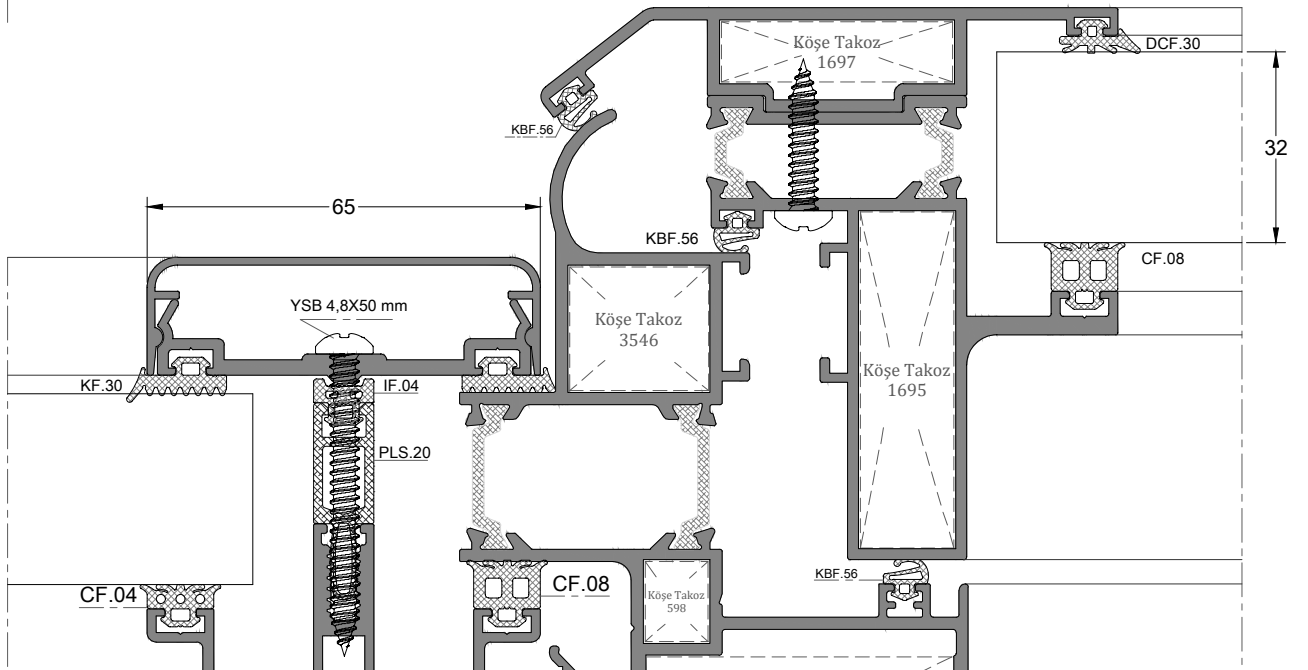 Köşe Takoz
1697
DCF.30
KBF.56
32
65
KBF.56
CF.08
YSB 4,8X50 mm
Köşe Takoz
3546
Köşe Takoz
1695
KF.30
IF.04
PLS.20
KBF.56
CF.04
CF.08
Köşe Takoz
598